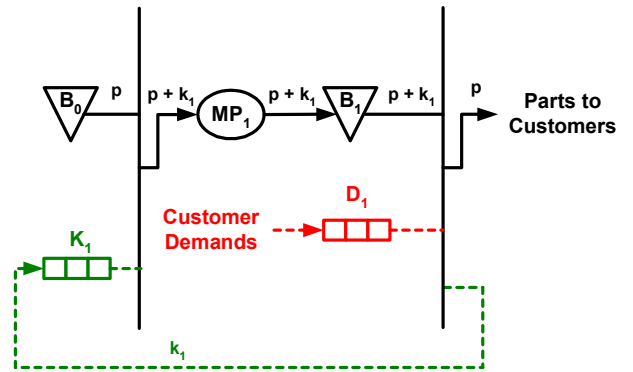 B₀
p
p + k₁
MP₁
p + k₁
B₁
p + k₁
p
Parts to
Customers
K₁
Customer
Demands
D₁
k₁